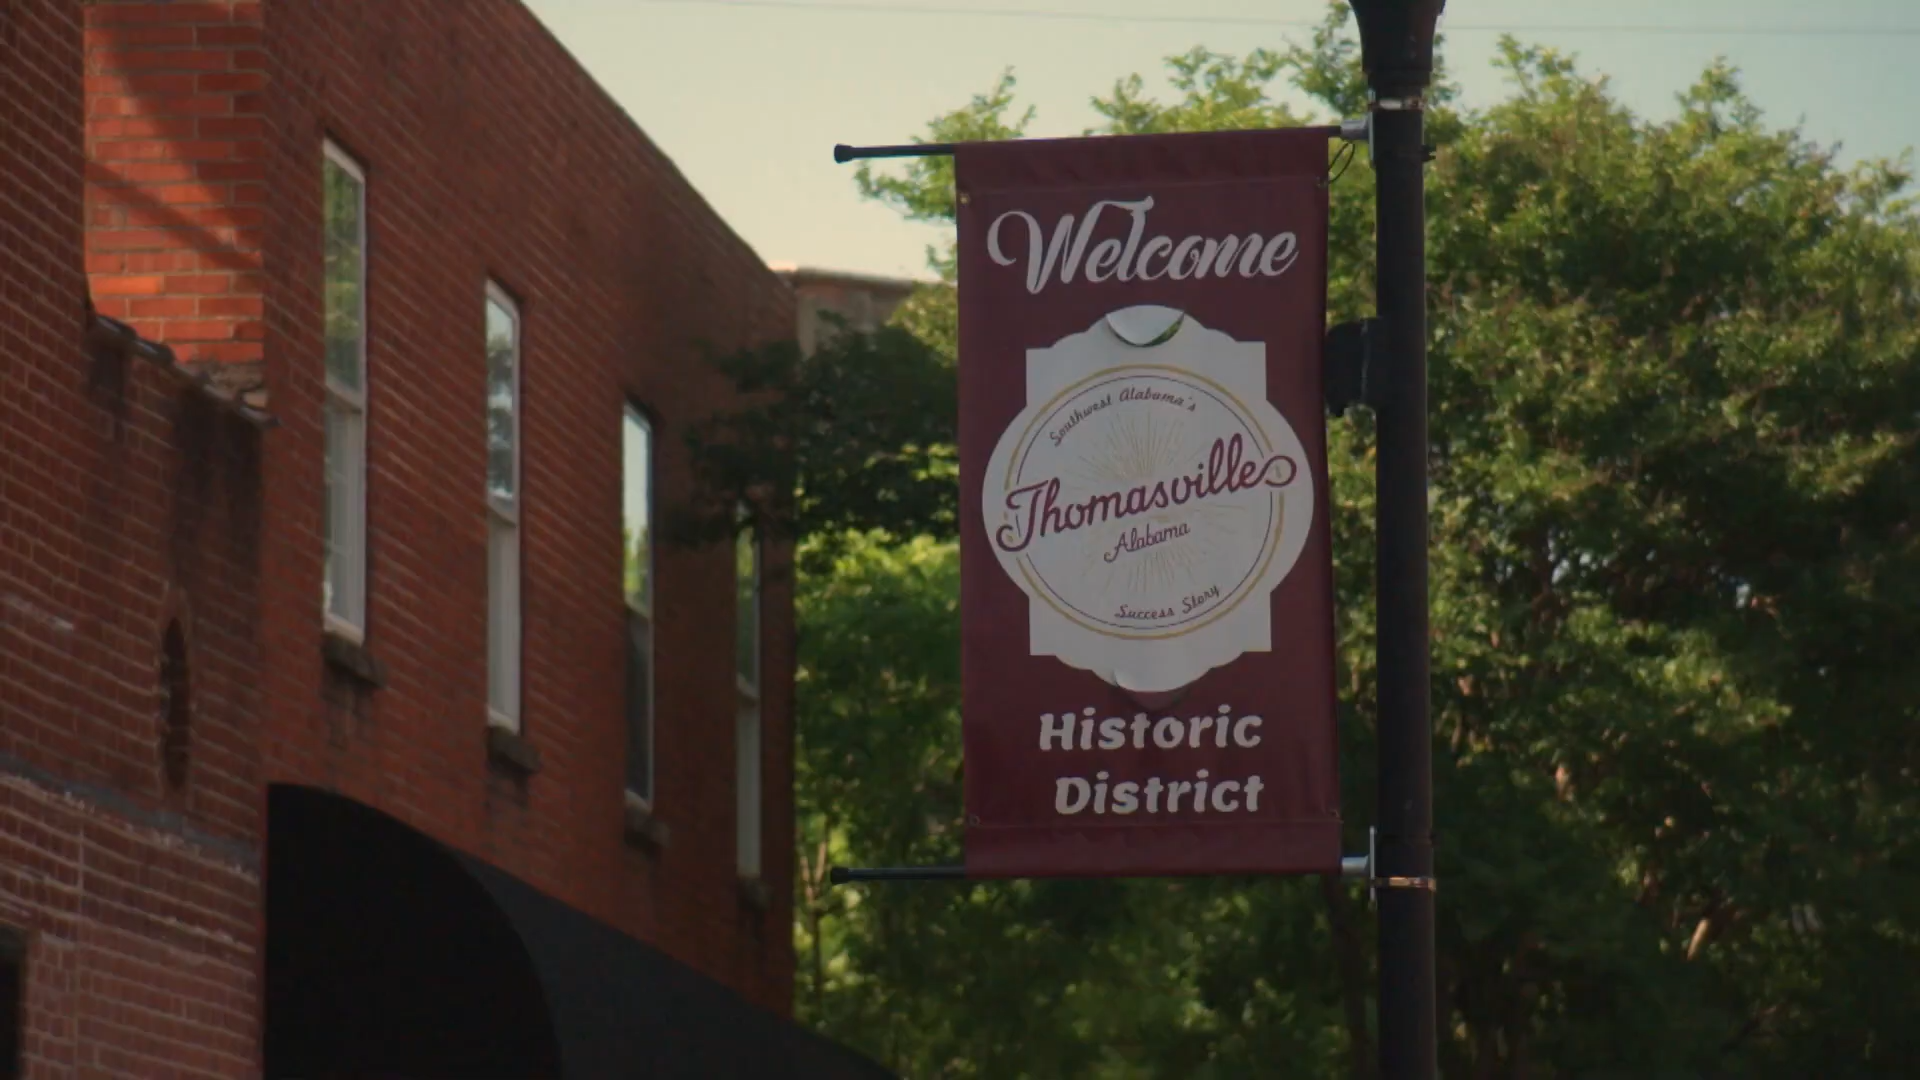 Welcome
Southwest Alabama's
Thomasville
Alabama
Success Story
Historic
District